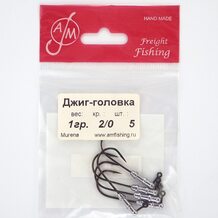 HAND MADE
AM
Freight
Fishing
Джиг-головка
вес: кр. шт.
1гр. 2/0 5
Murena www.amfishing.ru